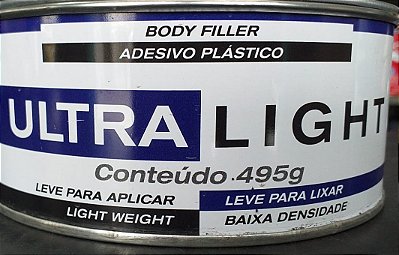 BODY FILLER
ADESIVO PLÁSTICO
ULTRA LIGHT
Conteúdo 495g
LEVE PARA APLICAR LEVE PARA LIXAR
LIGHT WEIGHT BAIXA DENSIDADE